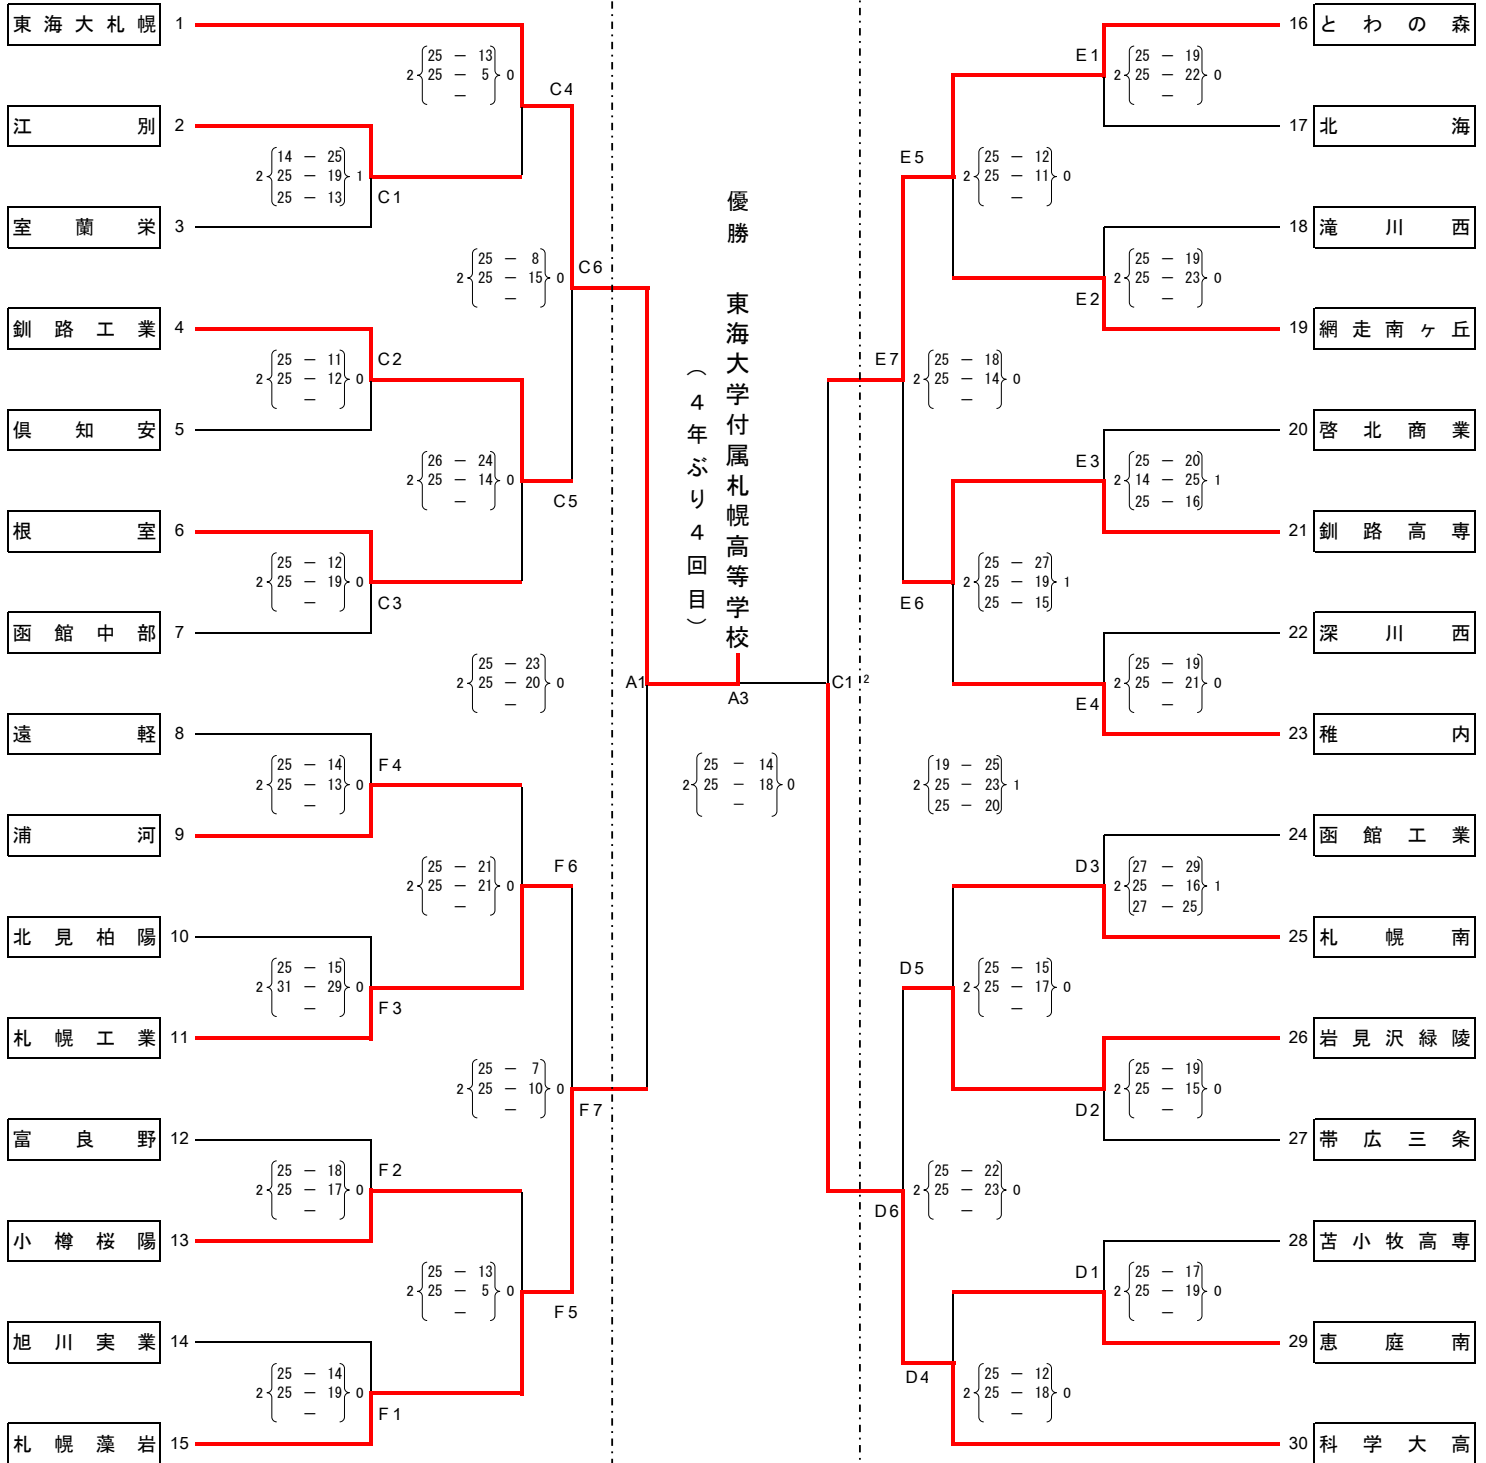 東海大札幌 1
25 － 13
2 25 － 5 0
－
C4
江別 2
14 － 25
2 25 － 19 1
25 － 13
C1
室蘭栄 3
25 － 8
2 25 － 15 0
－
C6
釧路工業 4
25 － 11
2 25 － 12 0
－
C2
倶知安 5
26 － 24
2 25 － 14 0
－
C5
根室 6
25 － 12
2 25 － 19 0
－
C3
函館中部 7
25 － 23
2 25 － 20 0
－
A1
遠軽 8
25 － 14
2 25 － 13 0
－
F4
浦河 9
25 － 21
2 25 － 21 0
－
F6
北見柏陽 10
25 － 15
2 31 － 29 0
－
F3
札幌工業 11
25 － 7
2 25 － 10 0
－
F7
富良野 12
25 － 18
2 25 － 17 0
－
F2
小樽桜陽 13
25 － 13
2 25 － 5 0
－
F5
旭川実業 14
25 － 14
2 25 － 19 0
－
F1
札幌藻岩 15
優勝 東海大学付属札幌高等学校
（４年ぶり４回目）
A3
25 － 14
2 25 － 18 0
－
16 とわの森
E1
25 － 19
2 25 － 22 0
－
17 北海
E5
25 － 12
2 25 － 11 0
－
18 滝川西
25 － 19
2 25 － 23 0
－
E2
19 網走南ヶ丘
E7
25 － 18
2 25 － 14 0
－
20 啓北商業
E3
25 － 20
2 14 － 25 1
25 － 16
21 釧路高専
25 － 27
2 25 － 19 1
25 － 15
E6
22 深川西
25 － 19
2 25 － 21 0
－
E4
23 稚内
C1 2
19 － 25
2 25 － 23 1
25 － 20
24 函館工業
D3
27 － 29
2 25 － 16 1
27 － 25
25 札幌南
D5
25 － 15
2 25 － 17 0
－
26 岩見沢緑陵
25 － 19
2 25 － 15 0
－
D2
27 帯広三条
25 － 22
2 25 － 23 0
－
D6
28 苫小牧高専
D1
25 － 17
2 25 － 19 0
－
29 恵庭南
D4
25 － 12
2 25 － 18 0
－
30 科学大高